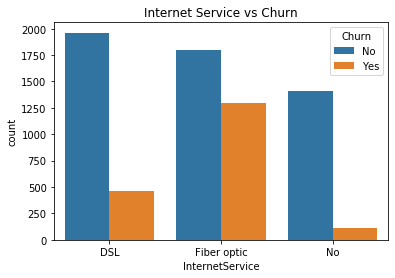 Internet Service vs Churn
Churn
No
Yes
2000
1750
1500
1250
1000
750
500
250
0
count
DSL
Fiber optic
No
InternetService